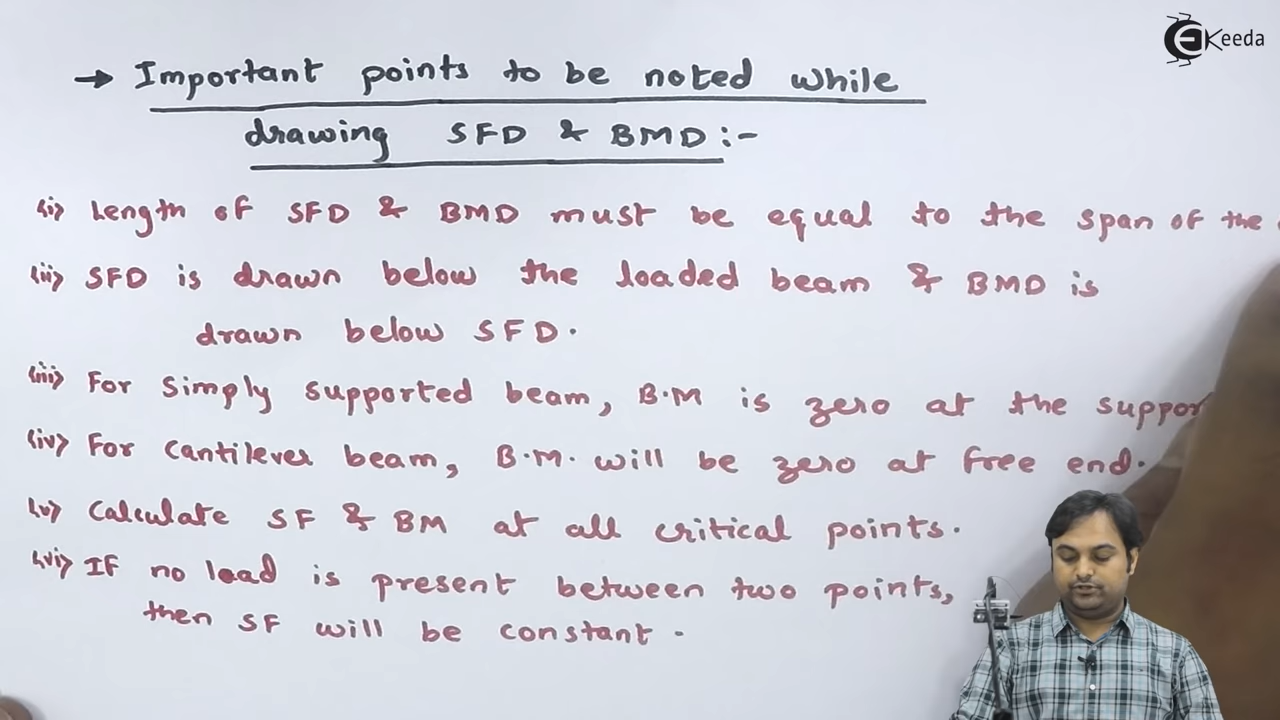 EKeeda
→ Important points to be noted while
drawing SFD & BMD:-
(i) Length of SFD & BMD must be equal to the span of the
(ii) SFD is drawn below the loaded beam & BMD is
drawn below SFD.
(iii) For simply supported beam, B.M is zero at the
(iv) For cantilever beam, B.M. will be zero at free end.
(v) Calculate SF & BM at all critical points.
(vi) IF no load is present between two points,
then SF will be constant.